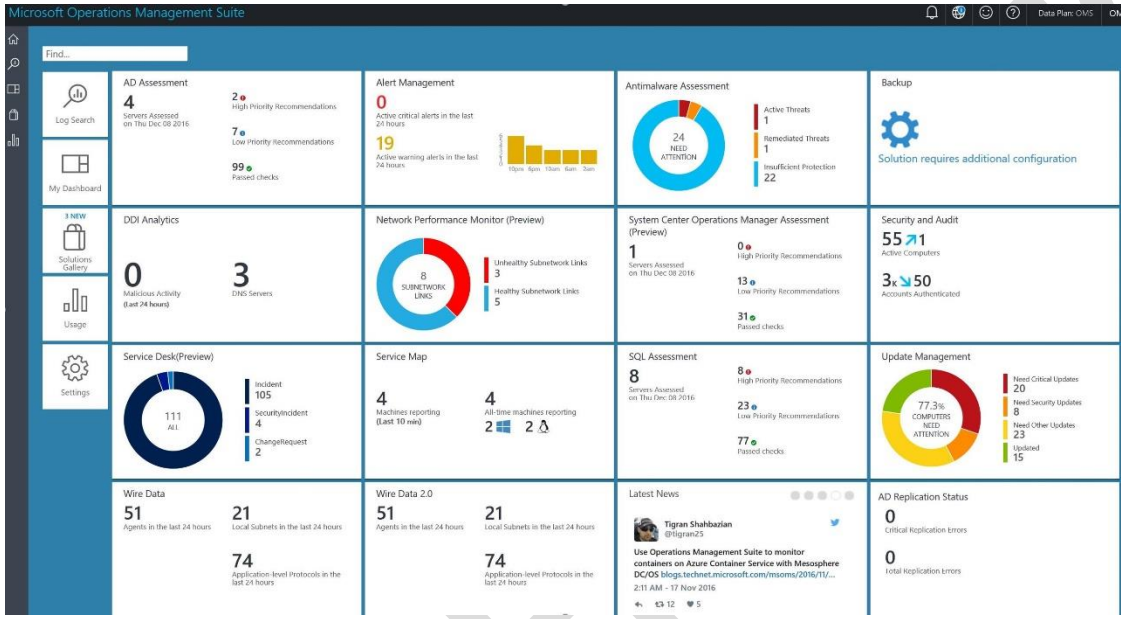 Microsoft Operations Management Suite
Data Plan: OMS
Find...
Log Search
My Dashboard
3 NEW
Solutions
Gallery
Usage
Settings
AD Assessment
4
Servers Assessed
on Thu Dec 08 2016
2
High Priority Recommendations
7
Low Priority Recommendations
99
Passed checks
Alert Management
0
Active critical alerts in the last
24 hours
19
Active warning alerts in the last
24 hours
Antimalware Assessment
24
NEED
ATTENTION
Active Threats
1
Remediated Threats
1
Insufficient Protection
22
Backup
Solution requires additional configuration
DDI Analytics
0
Malicious Activity
(Last 24 hours)
3
DNS Servers
Network Performance Monitor (Preview)
8
SUBNETWORK
LINKS
Unhealthy Subnetwork Links
3
Healthy Subnetwork Links
5
System Center Operations Manager Assessment
(Preview)
1
Servers Assessed
on Thu Dec 08 2016
0
High Priority Recommendations
13
Low Priority Recommendations
31
Passed checks
Security and Audit
55 1
Active Computers
3K 50
Accounts Authenticated
Service Desk(Preview)
111
ALL
Incident
105
SecurityIncident
4
ChangeRequest
2
Service Map
4
Machines reporting
(Last 10 min)
4
All-time machines reporting
2 2
SQL Assessment
8
Servers Assessed
on Thu Dec 08 2016
8
High Priority Recommendations
23
Low Priority Recommendations
77
Passed checks
Update Management
77.3%
COMPUTERS
NEED
ATTENTION
Need Critical Updates
20
Need Security Updates
8
Need Other Updates
23
Updated
15
Wire Data
51
Agents in the last 24 hours
21
Local Subnets in the last 24 hours
74
Application-level Protocols in the
last 24 hours
Wire Data 2.0
51
Agents in the last 24 hours
21
Local Subnets in the last 24 hours
74
Application-level Protocols in the
last 24 hours
Latest News
Tigran Shahbazian
@tigran25
Use Operations Management Suite to monitor
containers on Azure Container Service with Mesosphere
DC/OS blogs.technet.microsoft.com/msoms/2016/11/...
2:11 AM - 17 Nov 2016
12 5
AD Replication Status
0
Critical Replication Errors
0
Total Replication Errors